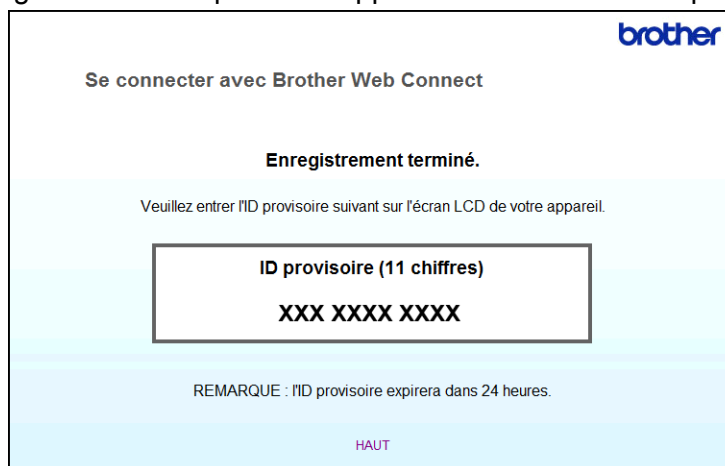 brother
Se connecter avec Brother Web Connect
Enregistrement terminé.
Veuillez entrer l'ID provisoire suivant sur l'écran LCD de votre appareil.
ID provisoire (11 chiffres)
XXX XXXX XXXX
REMARQUE : l'ID provisoire expirera dans 24 heures.
HAUT